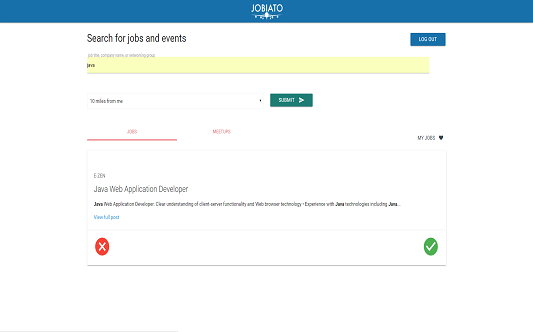 JOBJATO
Search for jobs and events
LOG OUT
job title, company name, or networking group
java
10 miles from me
SUBMIT
JOBS
MEETUPS
MY JOBS
E-ZEN
Java Web Application Developer
Java Web Application Developer. Clear understanding of client-server functionality and Web browser technology • Experience with Java technologies including Java...
View full post